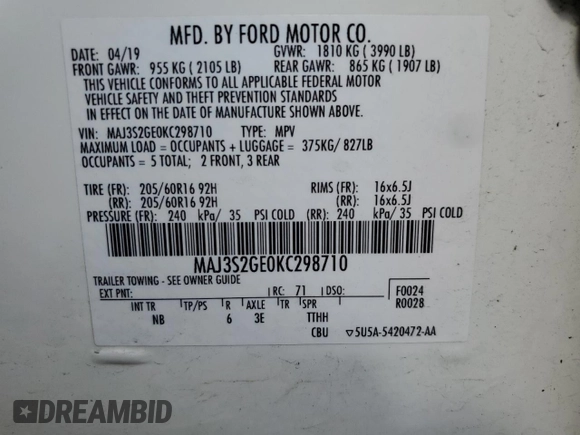 MFD. BY FORD MOTOR CO.
DATE: 04/19 GVWR: 1810 KG ( 3990 LB)
FRONT GAWR: 955 KG ( 2105 LB) REAR GAWR: 865 KG ( 1907 LB)
THIS VEHICLE CONFORMS TO ALL APPLICABLE FEDERAL MOTOR
VEHICLE SAFETY AND THEFT PREVENTION STANDARDS
IN EFFECT ON THE DATE OF MANUFACTURE SHOWN ABOVE.
VIN: MAJ3S2GE0KC298710 TYPE: MPV
MAXIMUM LOAD = OCCUPANTS + LUGGAGE = 375KG/ 827LB
OCCUPANTS = 5 TOTAL; 2 FRONT, 3 REAR
TIRE (FR): 205/60R16 92H RIMS (FR): 16x6.5J
(RR): 205/60R16 92H (RR): 16x6.5J
PRESSURE (FR): 240 kPa/ 35 PSI COLD (RR): 240 kPa/ 35 PSI COLD
MAJ3S2GE0KC298710
TRAILER TOWING - SEE OWNER GUIDE
EXT PNT: RC: 71 DSO: F0024
R0028
INT TR TP/PS R AXLE TR SPR
NB 6 3E TTHH
CBU ▽5U5A-5420472-AA
DREAMBID